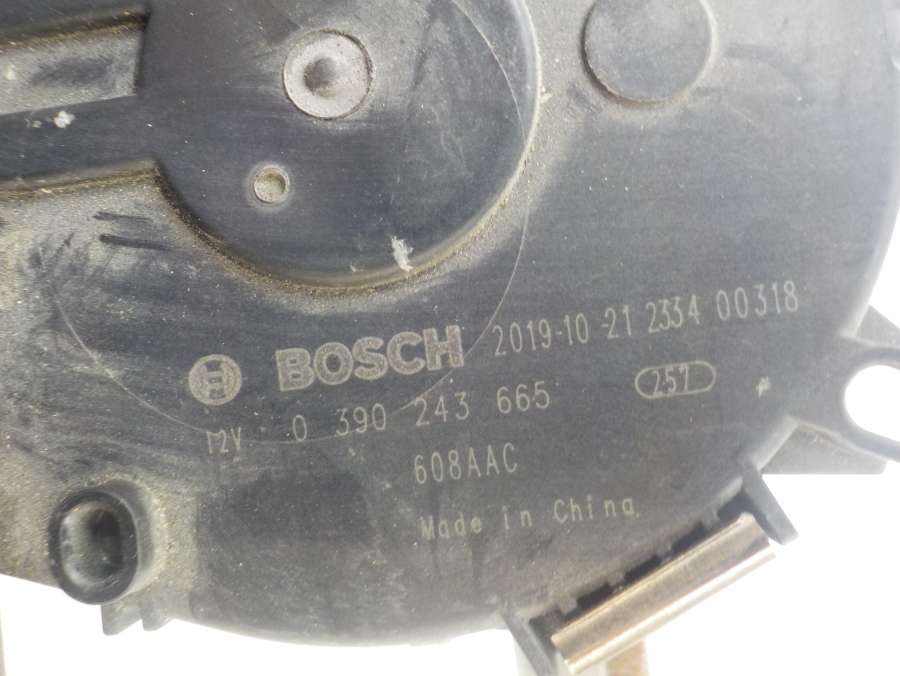 BOSCH 2019-10-21 2334 00318
12V 0 390 243 665 257
608AAC
Made in China